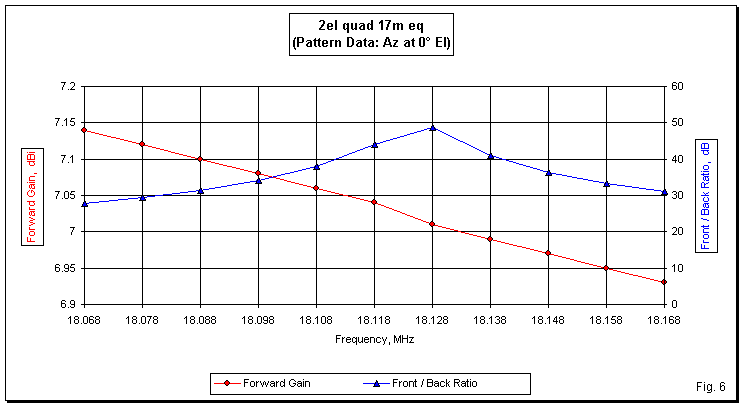 2el quad 17m eq
(Pattern Data: Az at 0° El)
7.2
7.15
7.1
7.05
7
6.95
6.9
Forward Gain, dBi
60
50
40
30
20
10
0
Front / Back Ratio, dB
18.068 18.078 18.088 18.098 18.108 18.118 18.128 18.138 18.148 18.158 18.168
Frequency, MHz
Forward Gain Front / Back Ratio
Fig. 6